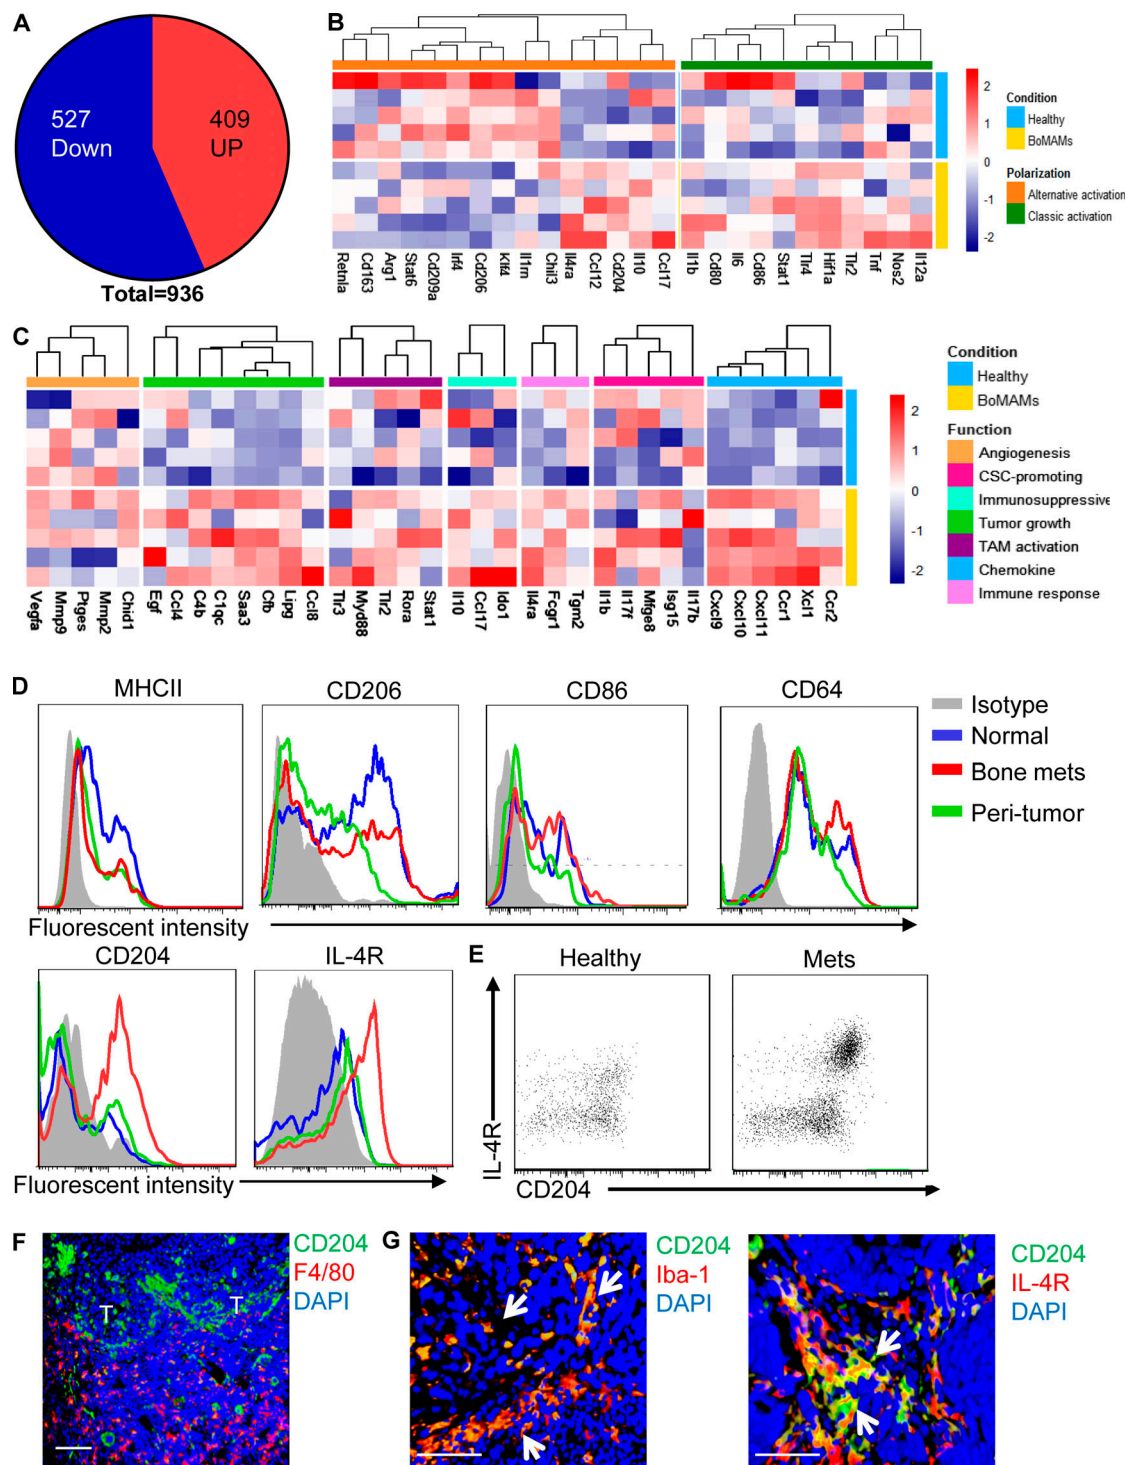 A
527
Down
409
UP
Total=936
B
Retnla Cd163 Arg1 Stat6 Cd209a Irf4 Cd206 Klf4 Il1rn Chil3 Il4ra Ccl12 Cd204 Il10 Ccl17
Il1b Cd80 Il6 Cd86 Stat1 Tlr4 Hif1a Tlr2 Tnf Nos2 Il12a
2
1
0
-1
-2
Condition
Healthy
BoMAMs
Polarization
Alternative activation
Classic activation
C
Vegfa Mmp9 Ptges Mmp2 Chid1 Egf Ccl4 C4b C1qc Saa3 Cfb Lipg Ccl8 Tlr3 Myd88 Tlr2 Rora Stat1 Il10 Ccl17 Ido1 Il4ra Fcgr1 Tgm2 Il1b Il17f Mfge8 Isg15 Il17b Cxcl9 Cxcl10 Cxcl11 Ccr1 Xcl1 Ccr2
2
1
0
-1
-2
Condition
Healthy
BoMAMs
Function
Angiogenesis
CSC-promoting
Immunosuppressive
Tumor growth
TAM activation
Chemokine
Immune response
D
MHCII CD206 CD86 CD64
Isotype
Normal
Bone mets
Peri-tumor
Fluorescent intensity
CD204 IL-4R
Fluorescent intensity
E
Healthy Mets
IL-4R
CD204
F
T T
CD204
F4/80
DAPI
G
CD204
Iba-1
DAPI
CD204
IL-4R
DAPI